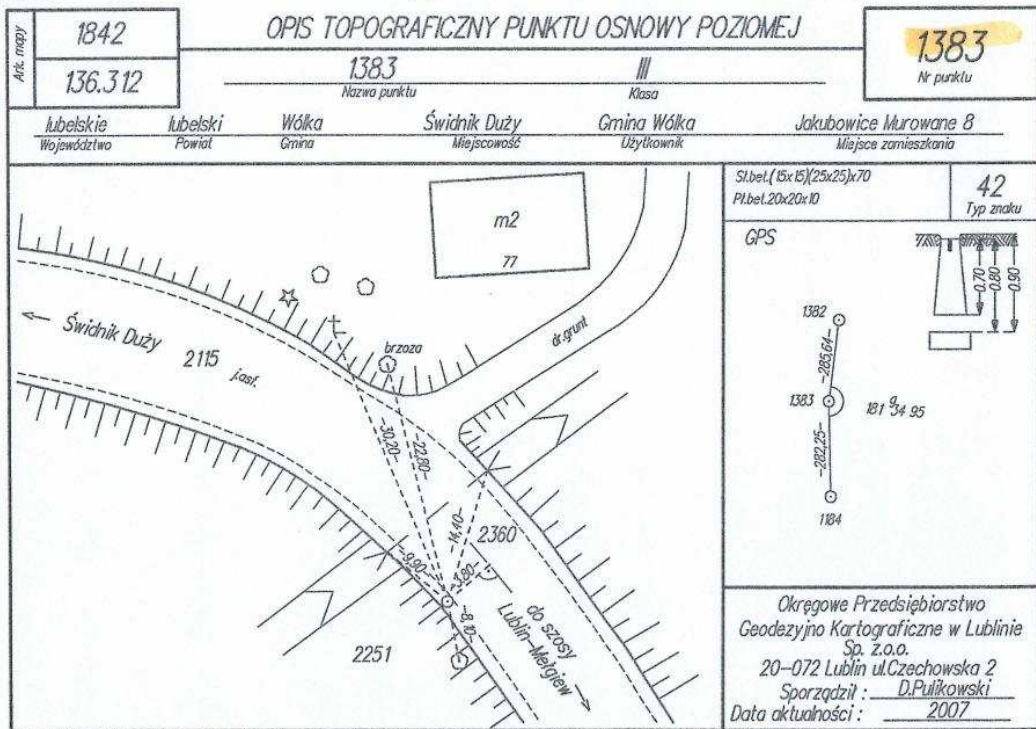 Ark. mapy
1842
136.312
OPIS TOPOGRAFICZNY PUNKTU OSNOWY POZIOMEJ
1383
Nazwa punktu
III
Klasa
1383
Nr punktu
lubelskie
Województwo
lubelski
Powiat
Wólka
Gmina
Świdnik Duży
Miejscowość
Gmina Wólka
Użytkownik
Jakubowice Murowane 8
Miejsce zamieszkania
m2
77
Świdnik Duży
2115 j.asf.
brzoza
dr.grunt
-30,20-
-22,80-
-14,40-
2360
-9,90-
-3,80-
-8,10-
2251
do szosy
Lublin-Mełgiew
Sł.bet.(15x15)(25x25)x70
Pł.bet.20x20x10
42
Typ znaku
GPS
0.70
0.80
0.90
1382
-285,64-
1383
181 g 34 95
-282,25-
1184
Okręgowe Przedsiębiorstwo
Geodezyjno Kartograficzne w Lublinie
Sp. z.o.o.
20-072 Lublin ul.Czechowska 2
Sporządził : D.Pulikowski
Data aktualności : 2007